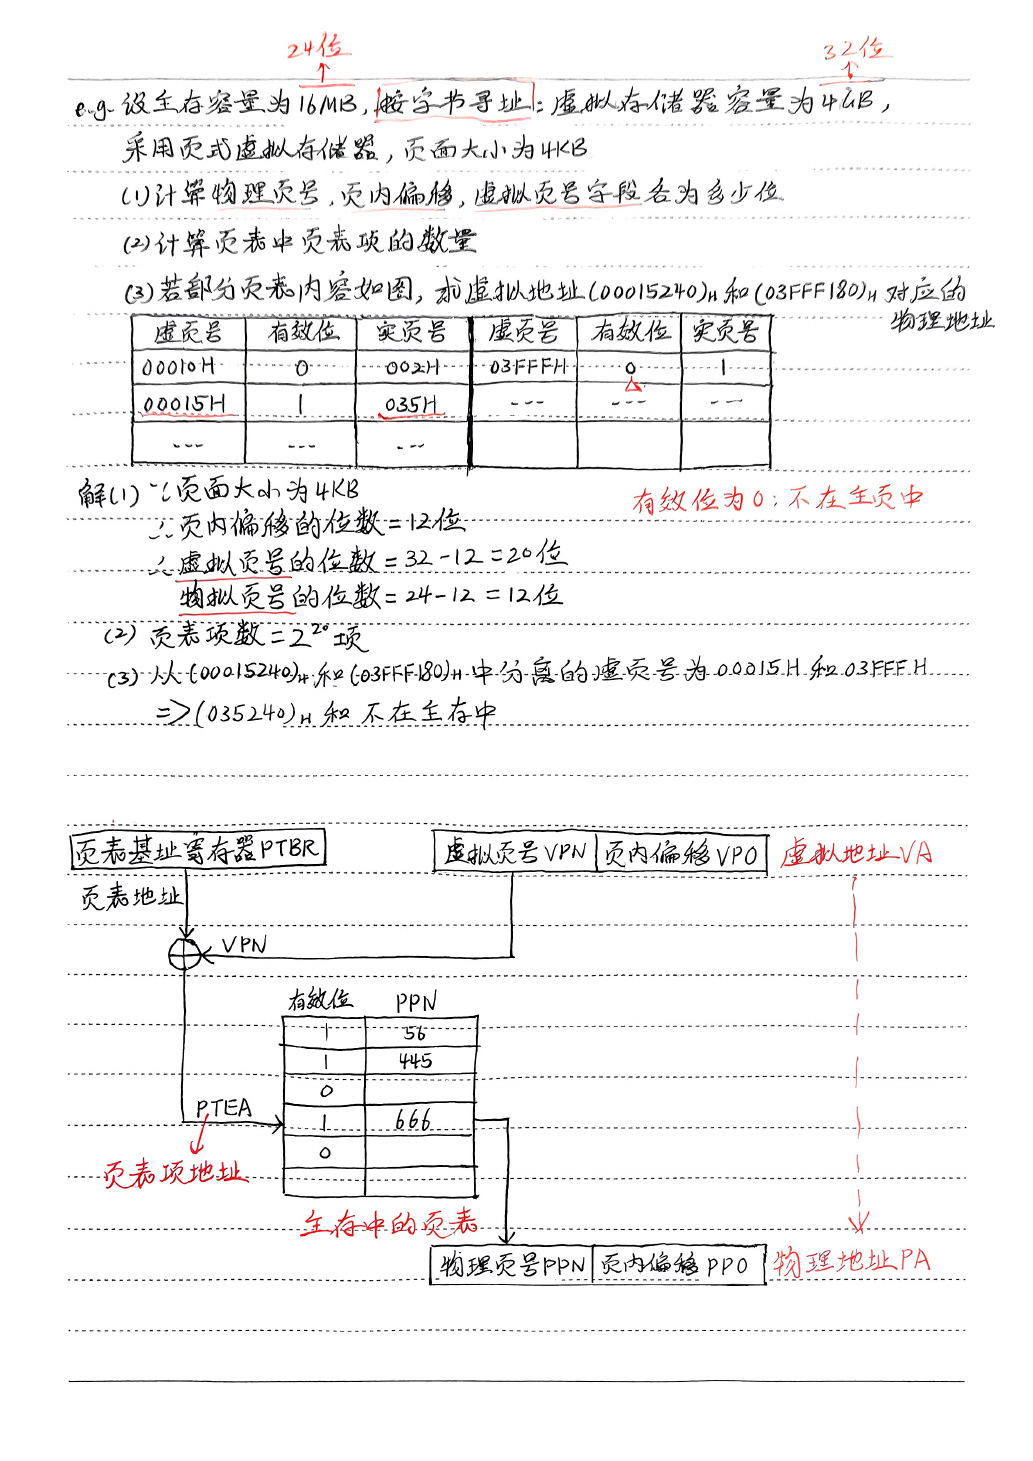 24位 32位
e.g. 设主存容量为16MB,按字节寻址;虚拟存储器容量为4GB,
采用页式虚拟存储器,页面大小为4KB
(1)计算物理页号,页内偏移,虚拟页号字段各为多少位
(2)计算页表中页表项的数量
(3)若部分页表内容如图,求虚拟地址(00015240)H和(03FFF180)H对应的
物理地址
虚页号 有效位 实页号 虚页号 有效位 实页号
00010H 0 002H 03FFFH 0 1
00015H 1 035H --- --- ---
--- --- ---
解(1) ∵页面大小为4KB
有效位为0:不在主页中
∴页内偏移的位数=12位
∴虚拟页号的位数=32-12=20位
物拟页号的位数=24-12=12位
(2) 页表项数=2^20项
(3) 从(00015240)H和(03FFF180)H中分离的虚页号为00015H和03FFFH
=>(035240)H和不在主存中
页表基址寄存器PTBR 虚拟页号VPN 页内偏移VPO 虚拟地址VA
页表地址
VPN
有效位 PPN
1 56
1 445
0
PTEA 1 666
0
页表项地址
主存中的页表
物理页号PPN 页内偏移PPO 物理地址PA